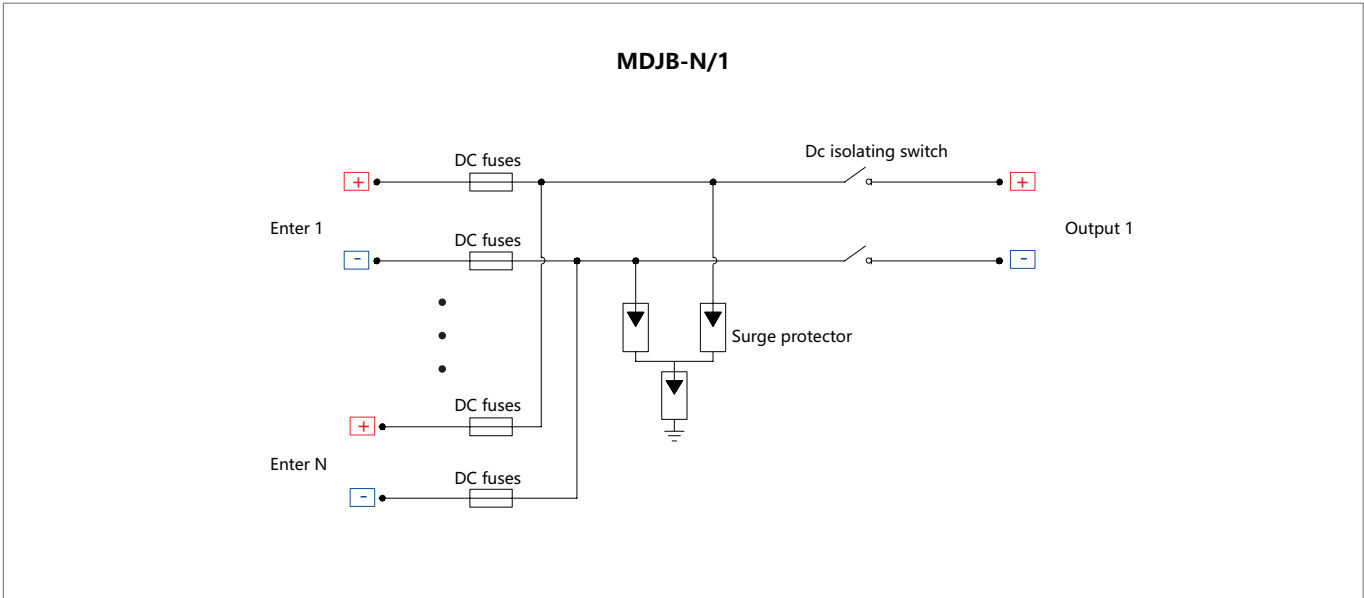 MDJB-N/1
DC fuses
Dc isolating switch
+
+
Enter 1
Output 1
DC fuses
-
-
Surge protector
DC fuses
+
Enter N
DC fuses
-